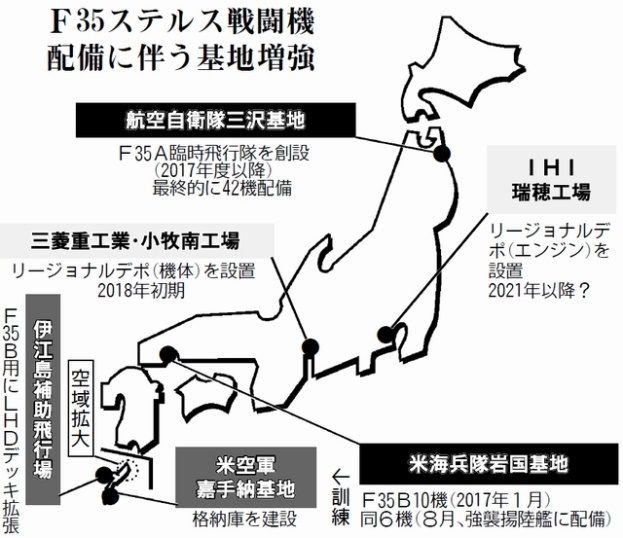 F35ステルス戦闘機
配備に伴う基地増強
航空自衛隊三沢基地
F35A臨時飛行隊を創設
(2017年度以降)
最終的に42機配備
IHI
瑞穂工場
リージョナルデ
ポ(エンジン)を
設置
2021年以降?
三菱重工業・小牧南工場
リージョナルデポ(機体)を設置
2018年初期
伊江島補助飛行場
F35B用にLHDデッキ拡張
空域拡大
米空軍
嘉手納基地
格納庫を建設
←訓練
米海兵隊岩国基地
F35B10機(2017年1月)
同6機(8月、強襲揚陸艦に配備)